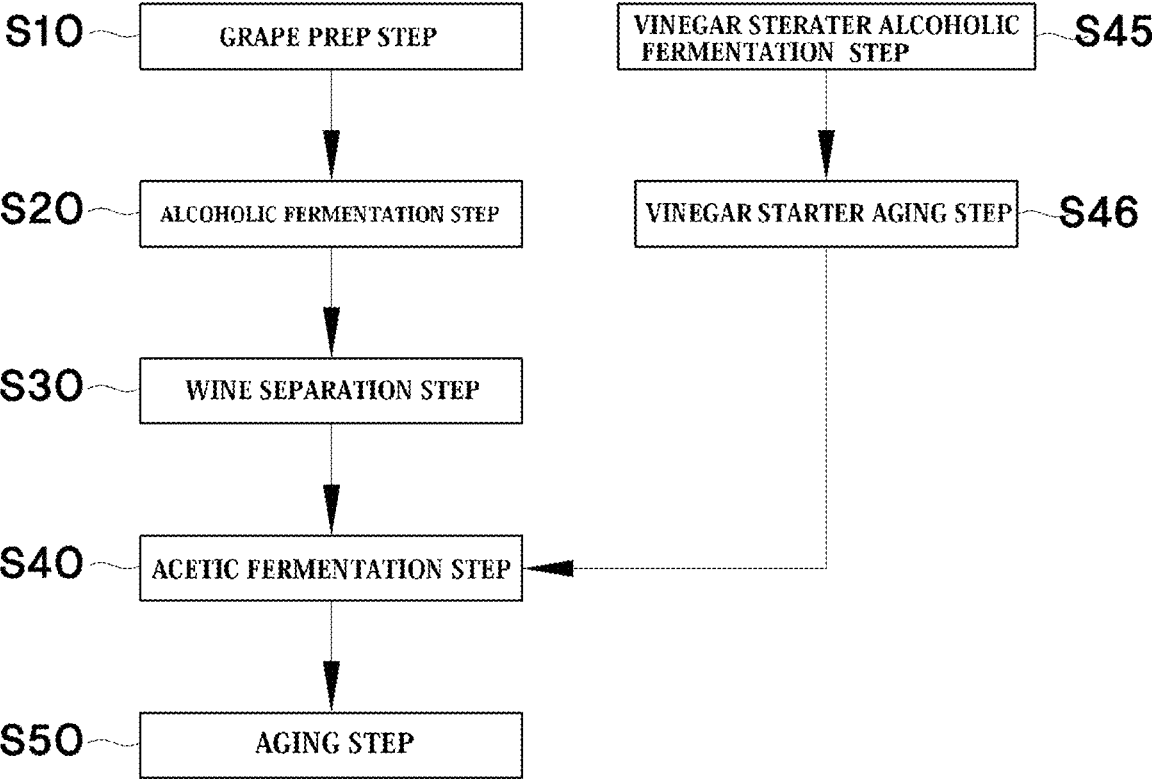 S10
GRAPE PREP STEP
VINEGAR STERATER ALCOHOLIC
FERMENTATION STEP
S45
S20
ALCOHOLIC FERMENTATION STEP
VINEGAR STARTER AGING STEP
S46
S30
WINE SEPARATION STEP
S40
ACETIC FERMENTATION STEP
S50
AGING STEP